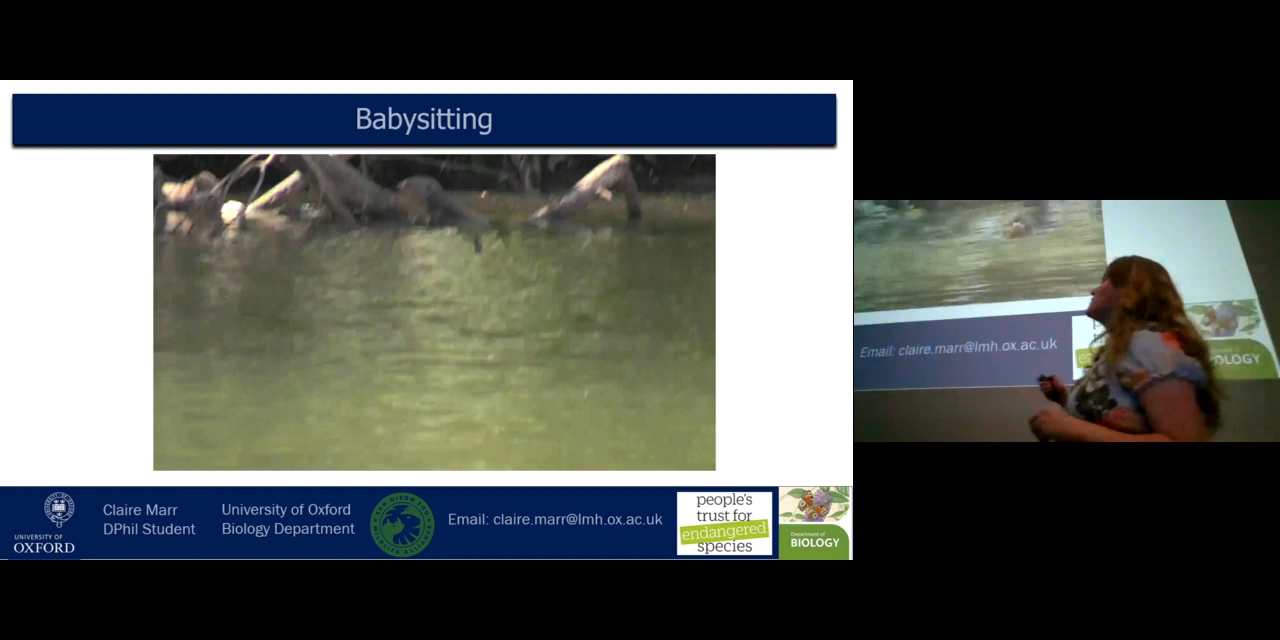 Babysitting
UNIVERSITY OF
OXFORD
Claire Marr
DPhil Student
University of Oxford
Biology Department
Email: claire.marr@lmh.ox.ac.uk
people's
trust for
endangered
species
Department of
BIOLOGY
Email: claire.marr@lmh.ox.ac.uk
OLOGY